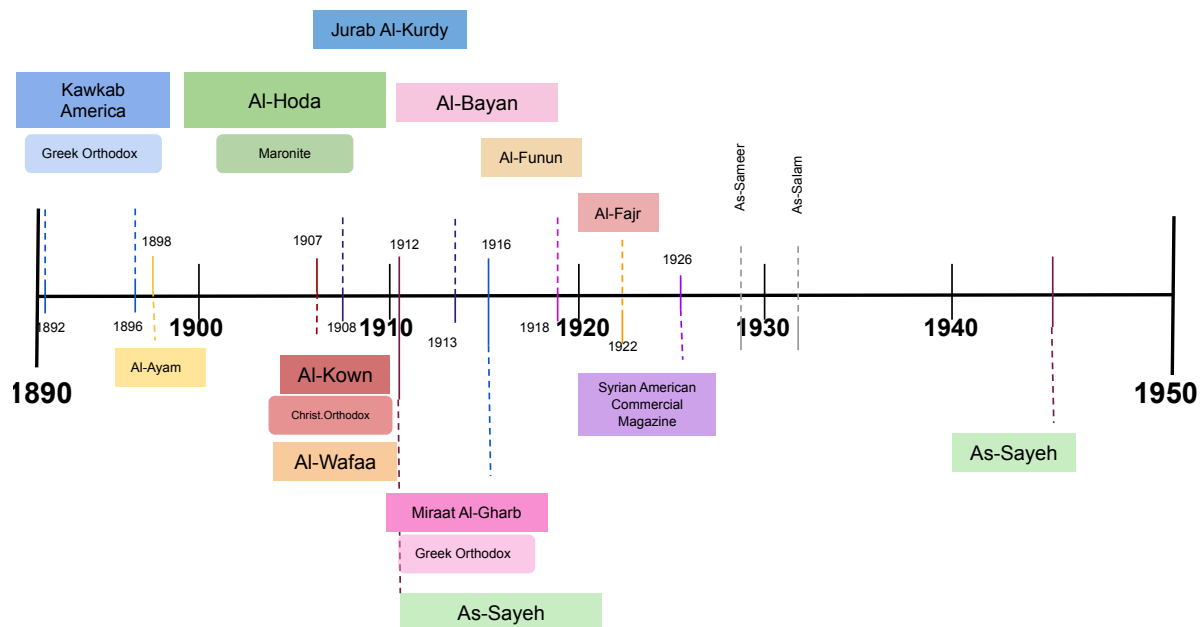 Jurab Al-Kurdy
Kawkab
America
Al-Hoda
Al-Bayan
Greek Orthodox
Maronite
Al-Funun
As-Sameer
As-Salam
Al-Fajr
1898
1907
1912
1916
1926
1892
1896
1900
1908
1910
1913
1918
1920
1922
1930
1940
1890
1950
Al-Ayam
Al-Kown
Christ.Orthodox
Al-Wafaa
Syrian American
Commercial
Magazine
As-Sayeh
Miraat Al-Gharb
Greek Orthodox
As-Sayeh